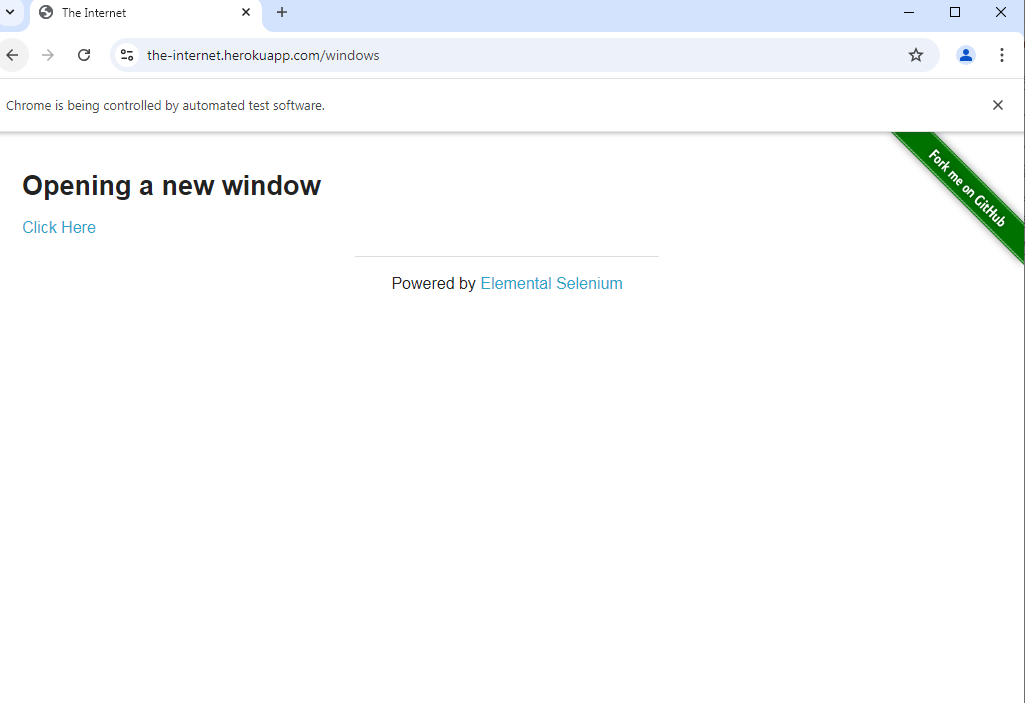 The Internet
the-internet.herokuapp.com/windows
Chrome is being controlled by automated test software.
Fork me on GitHub
Opening a new window
Click Here
Powered by Elemental Selenium